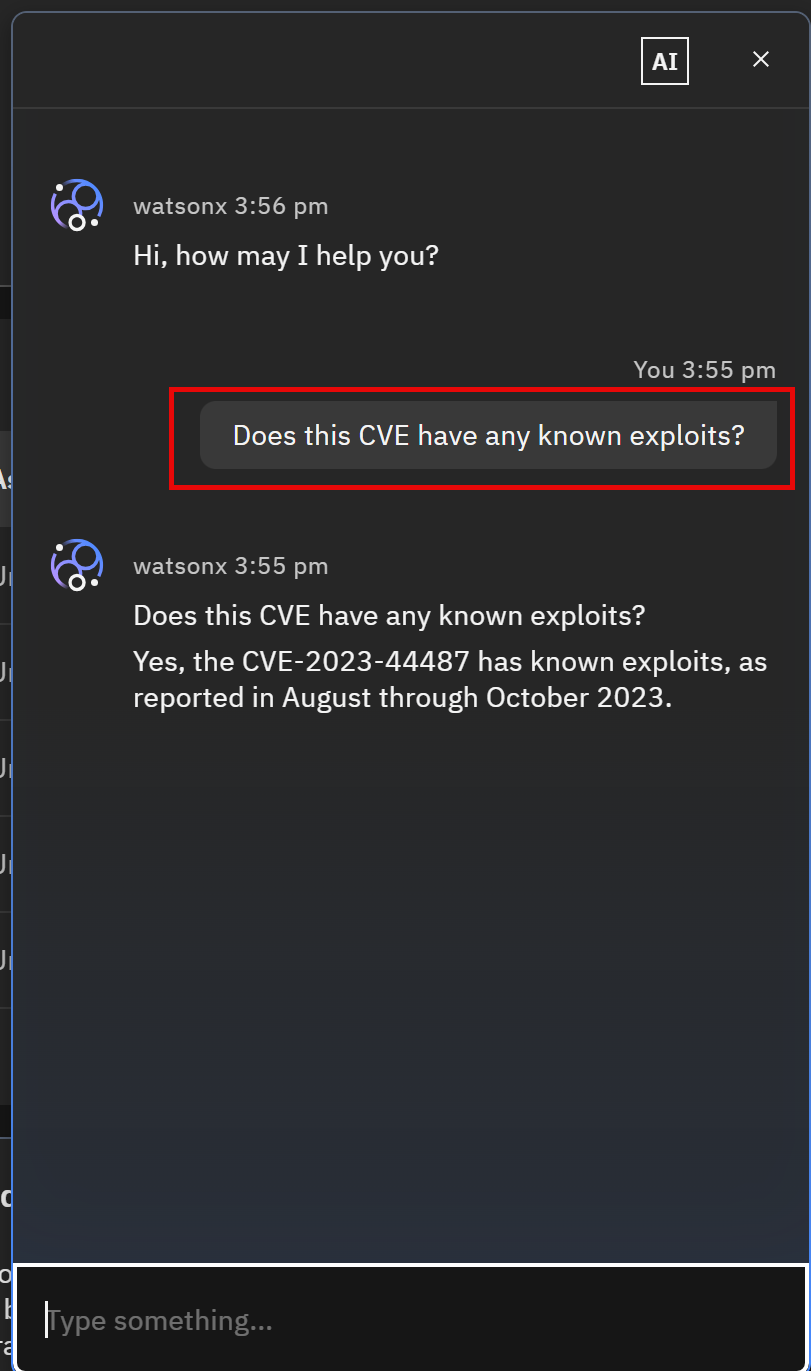 AI
watsonx 3:56 pm
Hi, how may I help you?
You 3:55 pm
Does this CVE have any known exploits?
watsonx 3:55 pm
Does this CVE have any known exploits?
Yes, the CVE-2023-44487 has known exploits, as
reported in August through October 2023.
Type something...